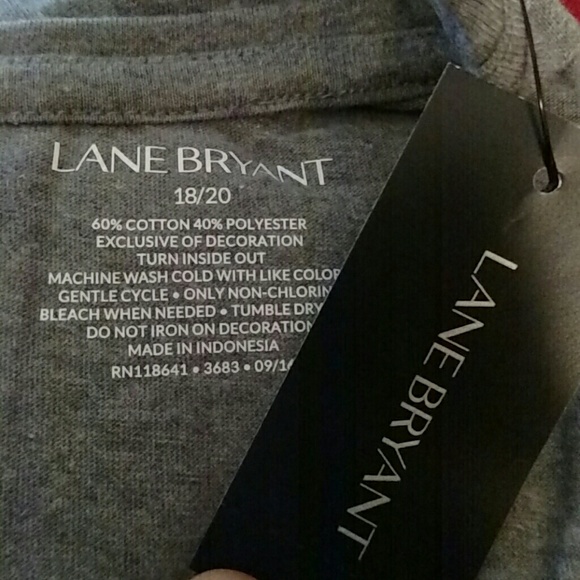 LANE BRYANT
18/20
60% COTTON 40% POLYESTER
EXCLUSIVE OF DECORATION
TURN INSIDE OUT
MACHINE WASH COLD WITH LIKE COLOR
GENTLE CYCLE • ONLY NON-CHLORIN
BLEACH WHEN NEEDED • TUMBLE DRY
DO NOT IRON ON DECORATION
MADE IN INDONESIA
RN118641 • 3683 • 09/1
LANE BRYANT